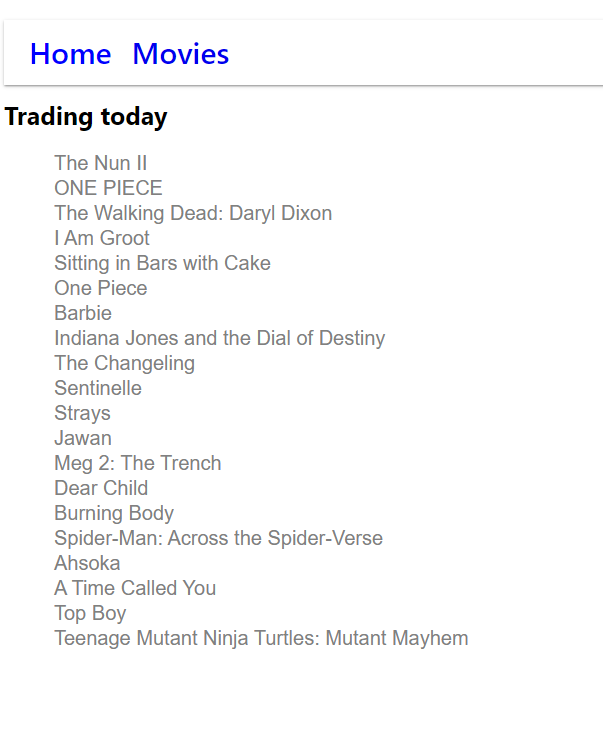 Home Movies
Trading today
The Nun II
ONE PIECE
The Walking Dead: Daryl Dixon
I Am Groot
Sitting in Bars with Cake
One Piece
Barbie
Indiana Jones and the Dial of Destiny
The Changeling
Sentinelle
Strays
Jawan
Meg 2: The Trench
Dear Child
Burning Body
Spider-Man: Across the Spider-Verse
Ahsoka
A Time Called You
Top Boy
Teenage Mutant Ninja Turtles: Mutant Mayhem